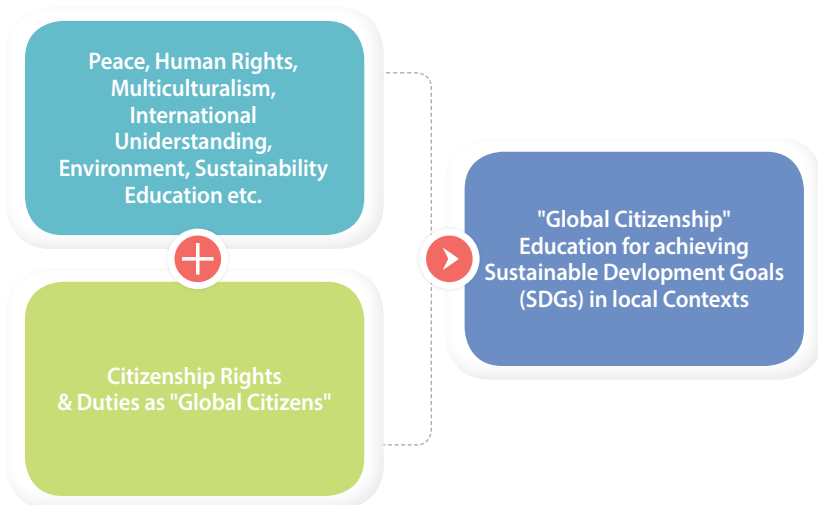 Peace, Human Rights,
Multiculturalism,
International
Uniderstanding,
Environment, Sustainability
Education etc.
Citizenship Rights
& Duties as "Global Citizens"
"Global Citizenship"
Education for achieving
Sustainable Devlopment Goals
(SDGs) in local Contexts